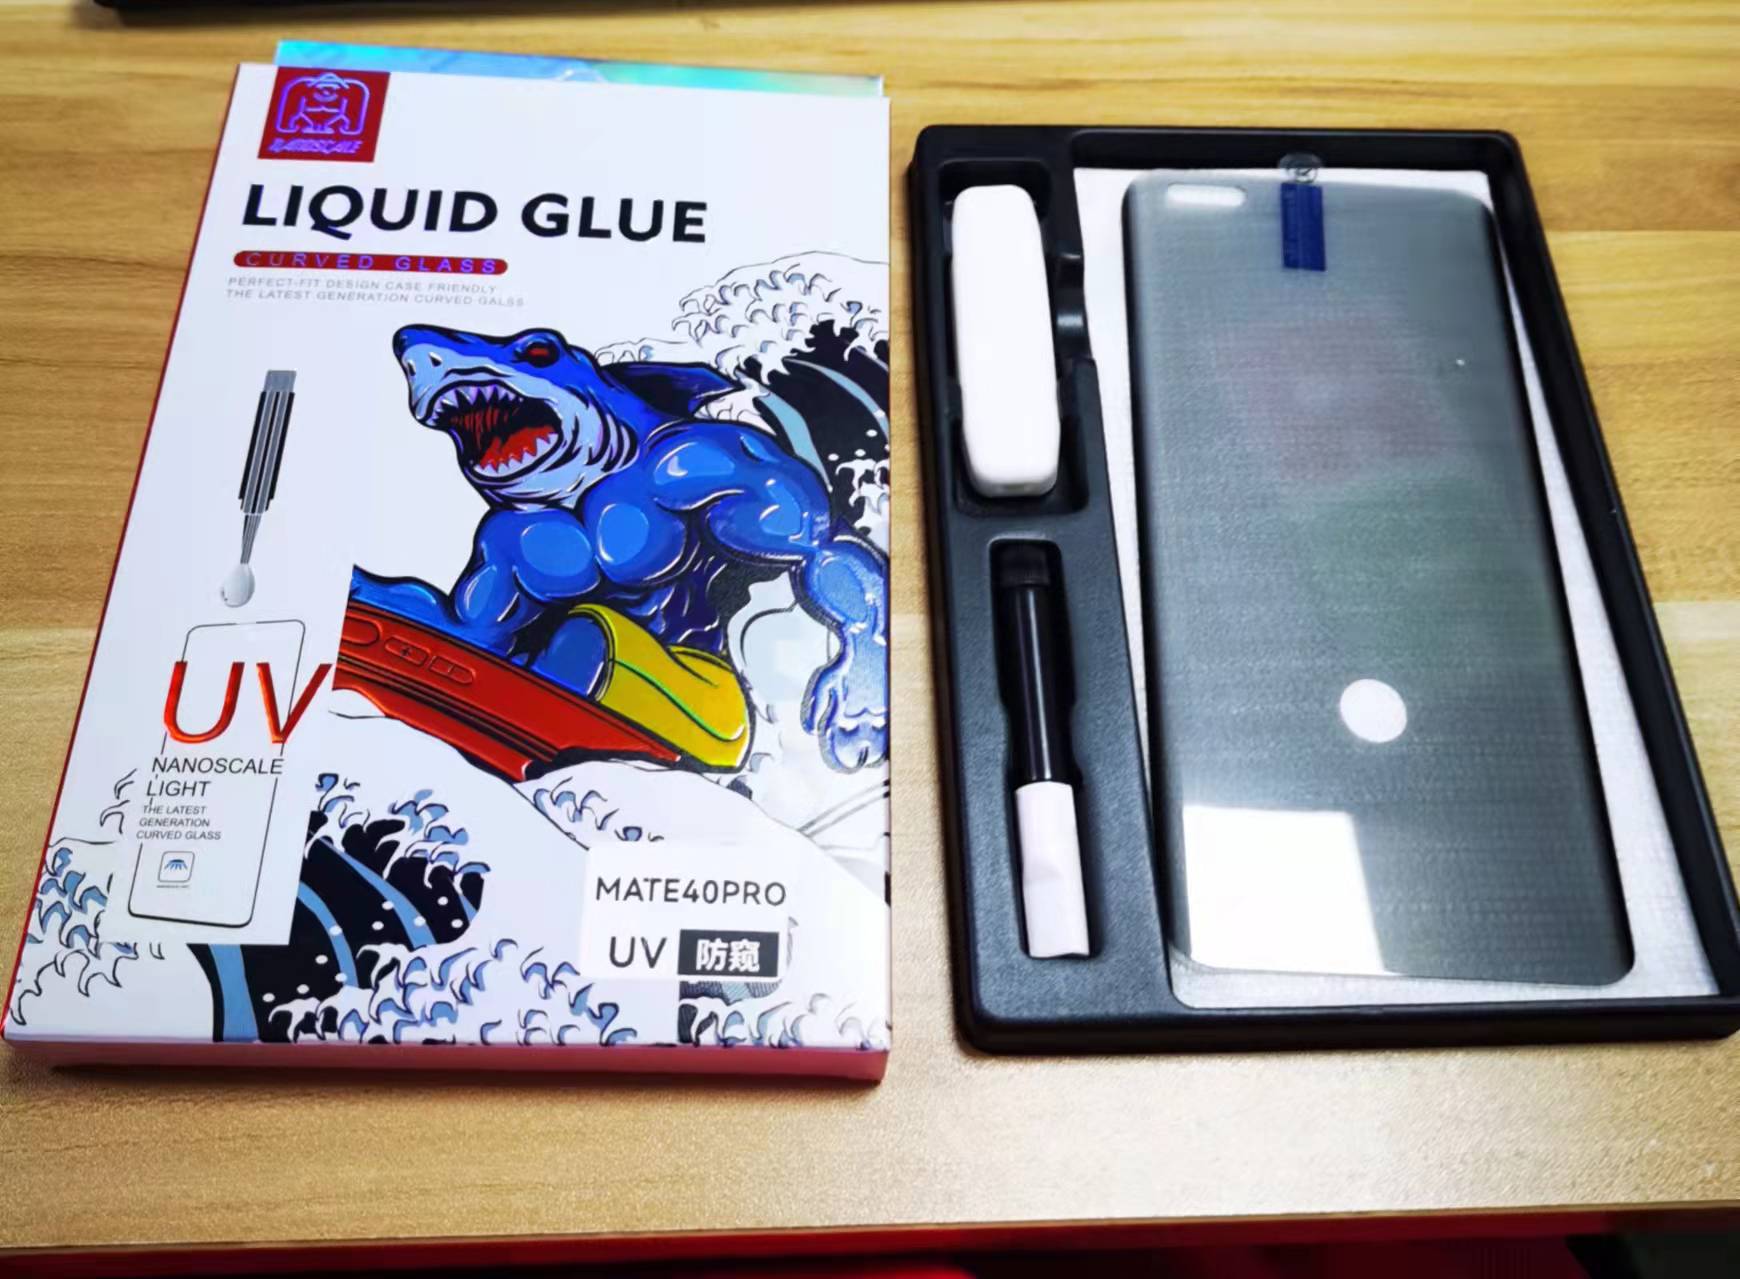 NANOSCALE
LIQUID GLUE
CURVED GLASS
PERFECT-FIT DESIGN CASE FRIENDLY
THE LATEST GENERATION CURVED GALSS
UV
NANOSCALE
LIGHT
THE LATEST
GENERATION
CURVED GLASS
MATE40PRO
UV 防窥